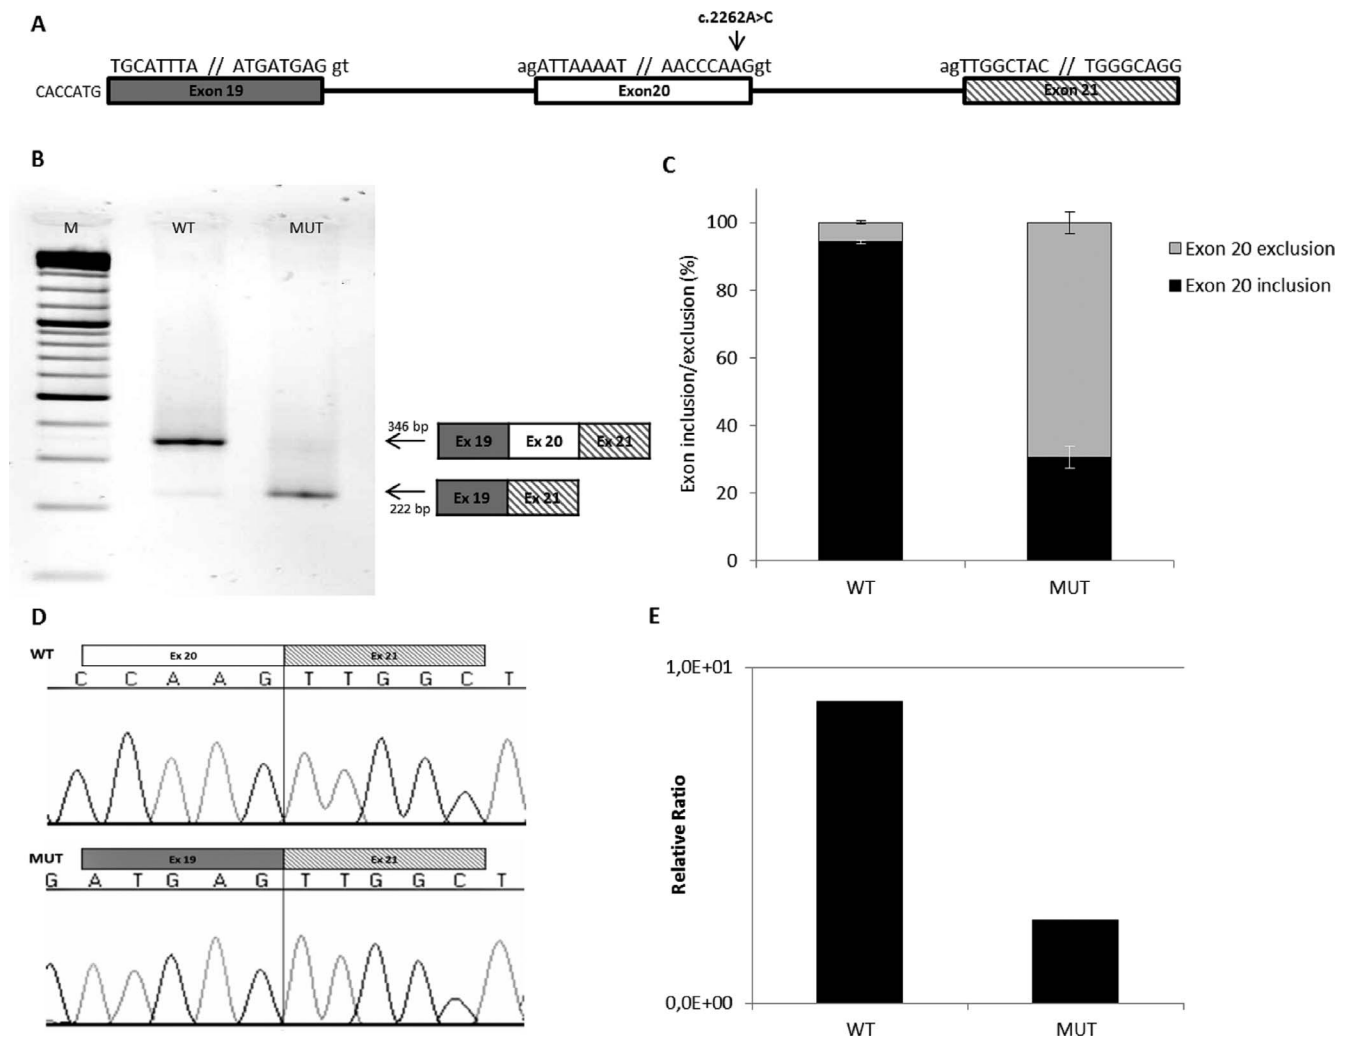 A
c.2262A>C
TGCATTTA // ATGATGAG gt
agATTAAAAT // AACCCAAGgt
agTTGGCTAC // TGGGCAGG
CACCATG
Exon 19
Exon20
Exon 21
B
M
WT
MUT
346 bp
Ex 19
Ex 20
Ex 21
222 bp
Ex 19
Ex 21
C
Exon inclusion/exclusion (%)
100
80
60
40
20
0
WT
MUT
Exon 20 exclusion
Exon 20 inclusion
D
WT
Ex 20
Ex 21
C C A A G T T G G C T
MUT
Ex 19
Ex 21
G A T G A G T T G G C T
E
1,0E+01
Relative Ratio
0,0E+00
WT
MUT